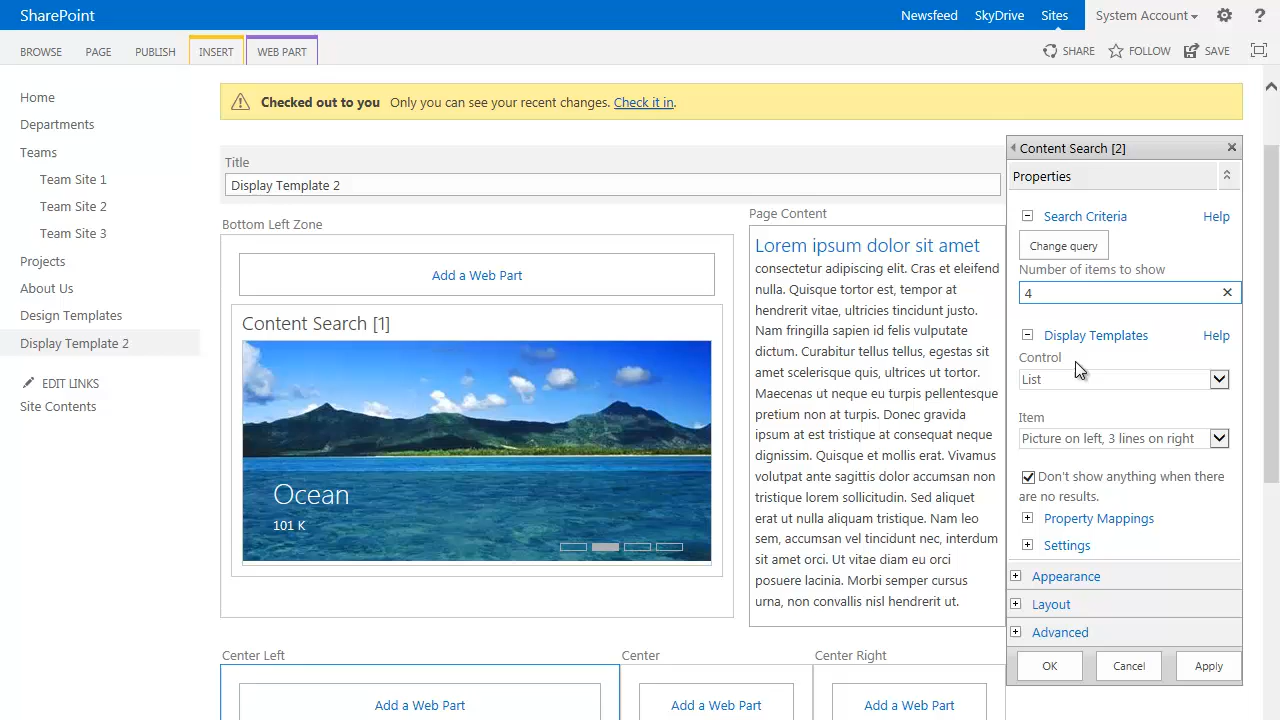 SharePoint
Newsfeed SkyDrive Sites System Account ?
BROWSE PAGE PUBLISH INSERT WEB PART SHARE FOLLOW SAVE
Home
Departments
Teams
Team Site 1
Team Site 2
Team Site 3
Projects
About Us
Design Templates
Display Template 2
EDIT LINKS
Site Contents
Checked out to you Only you can see your recent changes. Check it in.
Title
Display Template 2
Bottom Left Zone
Add a Web Part
Content Search [1]
Ocean
101 K
Page Content
Lorem ipsum dolor sit amet
consectetur adipiscing elit. Cras et eleifend
nulla. Quisque tortor est, tempor at
hendrerit vitae, ultricies tincidunt justo.
Nam fringilla sapien id felis vulputate
dictum. Curabitur tellus tellus, egestas sit
amet scelerisque quis, ultrices ut tortor.
Maecenas ut neque eu turpis pellentesque
pretium non at turpis. Donec gravida
ipsum at est tristique at consequat neque
dignissim. Quisque et mollis erat. Vivamus
volutpat ante sagittis dolor accumsan non
tristique lorem sollicitudin. Sed aliquet
erat ut nulla aliquam tristique. Nam leo
sem, accumsan vel tincidunt nec, interdum
sit amet orci. Ut vitae diam eu orci
posuere lacinia. Morbi semper cursus
urna, non convallis nisl hendrerit ut.
Center Left
Add a Web Part
Center
Add a Web Part
Center Right
Add a Web Part
Content Search [2]
Properties
Search Criteria Help
Change query
Number of items to show
4
Display Templates Help
Control
List
Item
Picture on left, 3 lines on right
Don't show anything when there
are no results.
Property Mappings
Settings
Appearance
Layout
Advanced
OK Cancel Apply